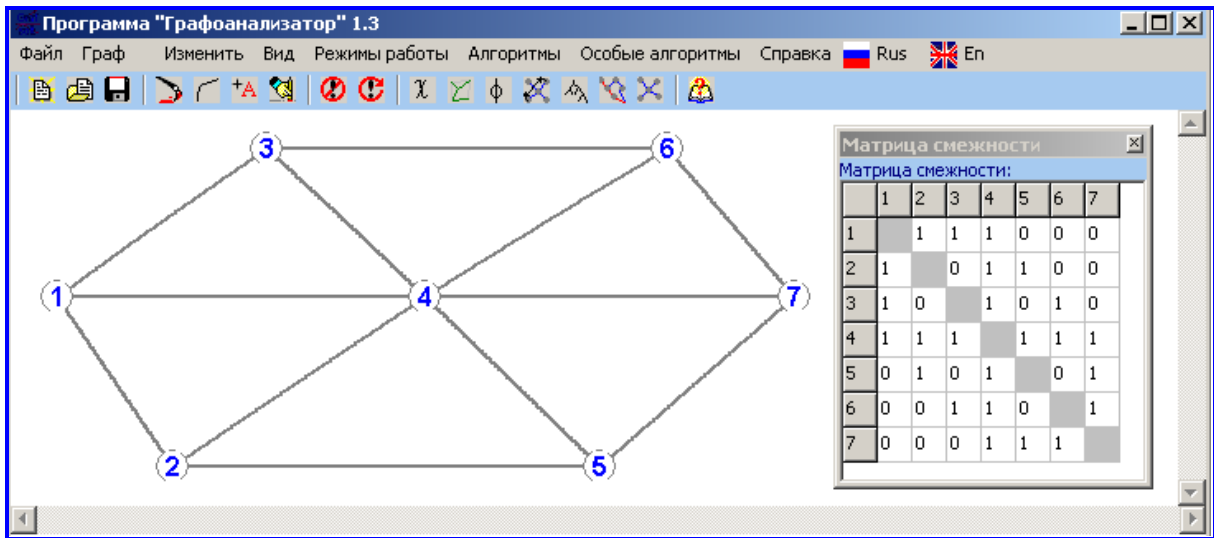 Программа "Графоанализатор" 1.3
Файл Граф Изменить Вид Режимы работы Алгоритмы Особые алгоритмы Справка Rus En
+A χ ϕ
3 6
1 4 7
2 5
Матрица смежности
Матрица смежности:
1 2 3 4 5 6 7
1 1 1 1 0 0 0
2 1 0 1 1 0 0
3 1 0 1 0 1 0
4 1 1 1 1 1 1
5 0 1 0 1 0 1
6 0 0 1 1 0 1
7 0 0 0 1 1 1